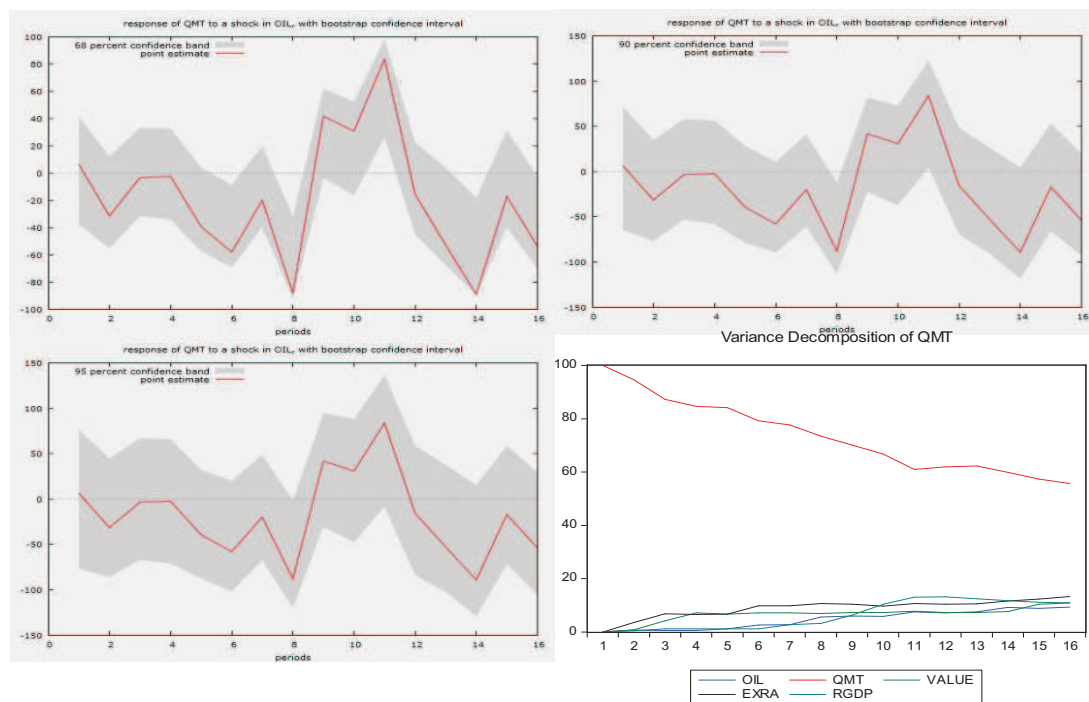 response of QMT to a shock in OIL, with bootstrap confidence interval
68 percent confidence band
point estimate
100
80
60
40
20
0
-20
-40
-60
-80
-100
0 2 4 6 8 10 12 14 16
periods
response of QMT to a shock in OIL, with bootstrap confidence interval
90 percent confidence band
point estimate
150
100
50
0
-50
-100
-150
0 2 4 6 8 10 12 14 16
periods
response of QMT to a shock in OIL, with bootstrap confidence interval
95 percent confidence band
point estimate
150
100
50
0
-50
-100
-150
0 2 4 6 8 10 12 14 16
periods
Variance Decomposition of QMT
100
80
60
40
20
0
1 2 3 4 5 6 7 8 9 10 11 12 13 14 15 16
OIL QMT VALUE
EXRA RGDP